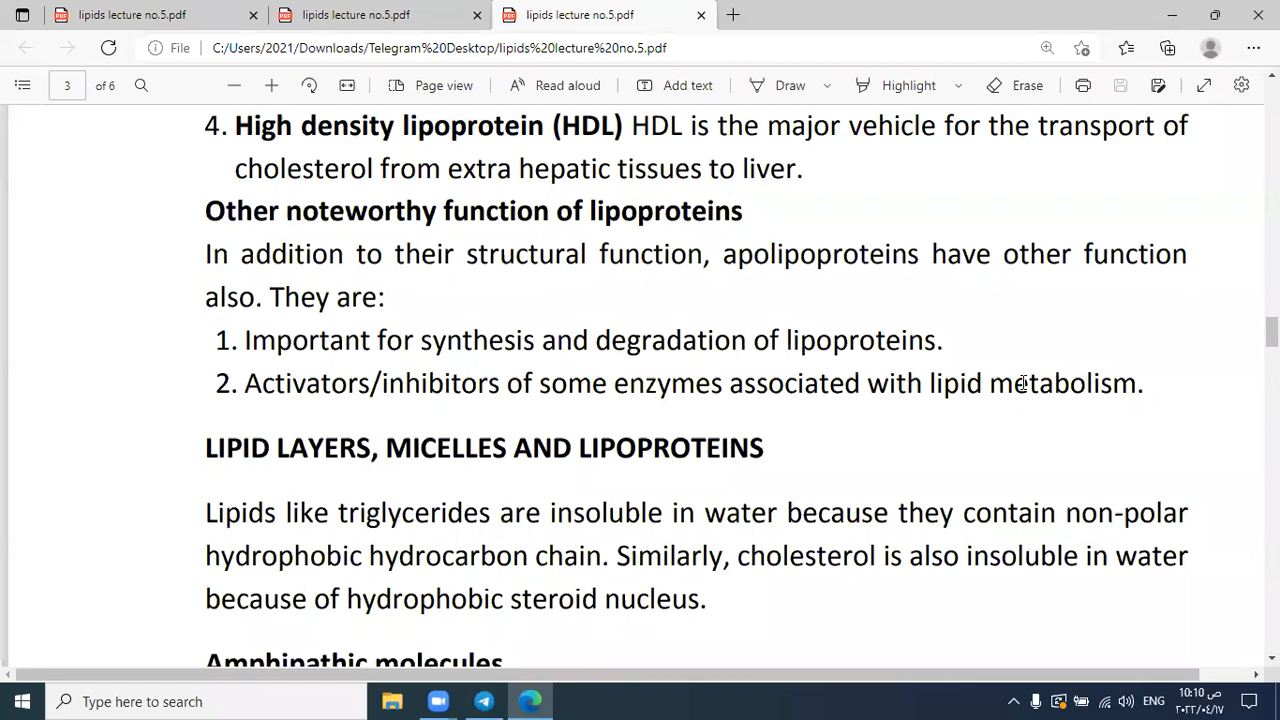 lipids lecture no.5.pdf
lipids lecture no.5.pdf
lipids lecture no.5.pdf
File C:/Users/2021/Downloads/Telegram%20Desktop/lipids%20lecture%20no.5.pdf
3 of 6 Page view Read aloud Add text Draw Highlight Erase
4. High density lipoprotein (HDL) HDL is the major vehicle for the transport of
cholesterol from extra hepatic tissues to liver.
Other noteworthy function of lipoproteins
In addition to their structural function, apolipoproteins have other function
also. They are:
1. Important for synthesis and degradation of lipoproteins.
2. Activators/inhibitors of some enzymes associated with lipid metabolism.
LIPID LAYERS, MICELLES AND LIPOPROTEINS
Lipids like triglycerides are insoluble in water because they contain non-polar
hydrophobic hydrocarbon chain. Similarly, cholesterol is also insoluble in water
because of hydrophobic steroid nucleus.
Amphipathic molecules
Type here to search
ENG
10:10 ص
٢٠٢٢/٠٤/١٧